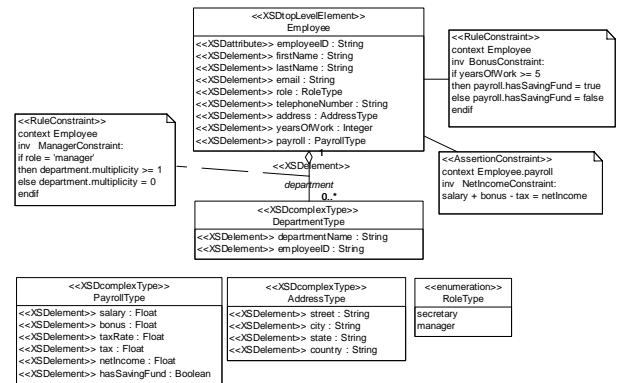 <<XSDtopLevelElement>>
Employee
<<XSDattribute>> employeeID : String
<<XSDelement>> firstName : String
<<XSDelement>> lastName : String
<<XSDelement>> email : String
<<XSDelement>> role : RoleType
<<XSDelement>> telephoneNumber : String
<<XSDelement>> address : AddressType
<<XSDelement>> yearsOfWork : Integer
<<XSDelement>> payroll : PayrollType
<<RuleConstraint>>
context Employee
inv BonusConstraint:
if yearsOfWork >= 5
then payroll.hasSavingFund = true
else payroll.hasSavingFund = false
endif
<<RuleConstraint>>
context Employee
inv ManagerConstraint:
if role = 'manager'
then department.multiplicity >= 1
else department.multiplicity = 0
endif
1
<<XSDelement>>
department
0..*
<<AssertionConstraint>>
context Employee.payroll
inv NetIncomeConstraint:
salary + bonus - tax = netIncome
<<XSDcomplexType>>
DepartmentType
<<XSDelement>> departmentName : String
<<XSDelement>> employeeID : String
<<XSDcomplexType>>
PayrollType
<<XSDelement>> salary : Float
<<XSDelement>> bonus : Float
<<XSDelement>> taxRate : Float
<<XSDelement>> tax : Float
<<XSDelement>> netIncome : Float
<<XSDelement>> hasSavingFund : Boolean
<<XSDcomplexType>>
AddressType
<<XSDelement>> street : String
<<XSDelement>> city : String
<<XSDelement>> state : String
<<XSDelement>> country : String
<<enumeration>>
RoleType
secretary
manager